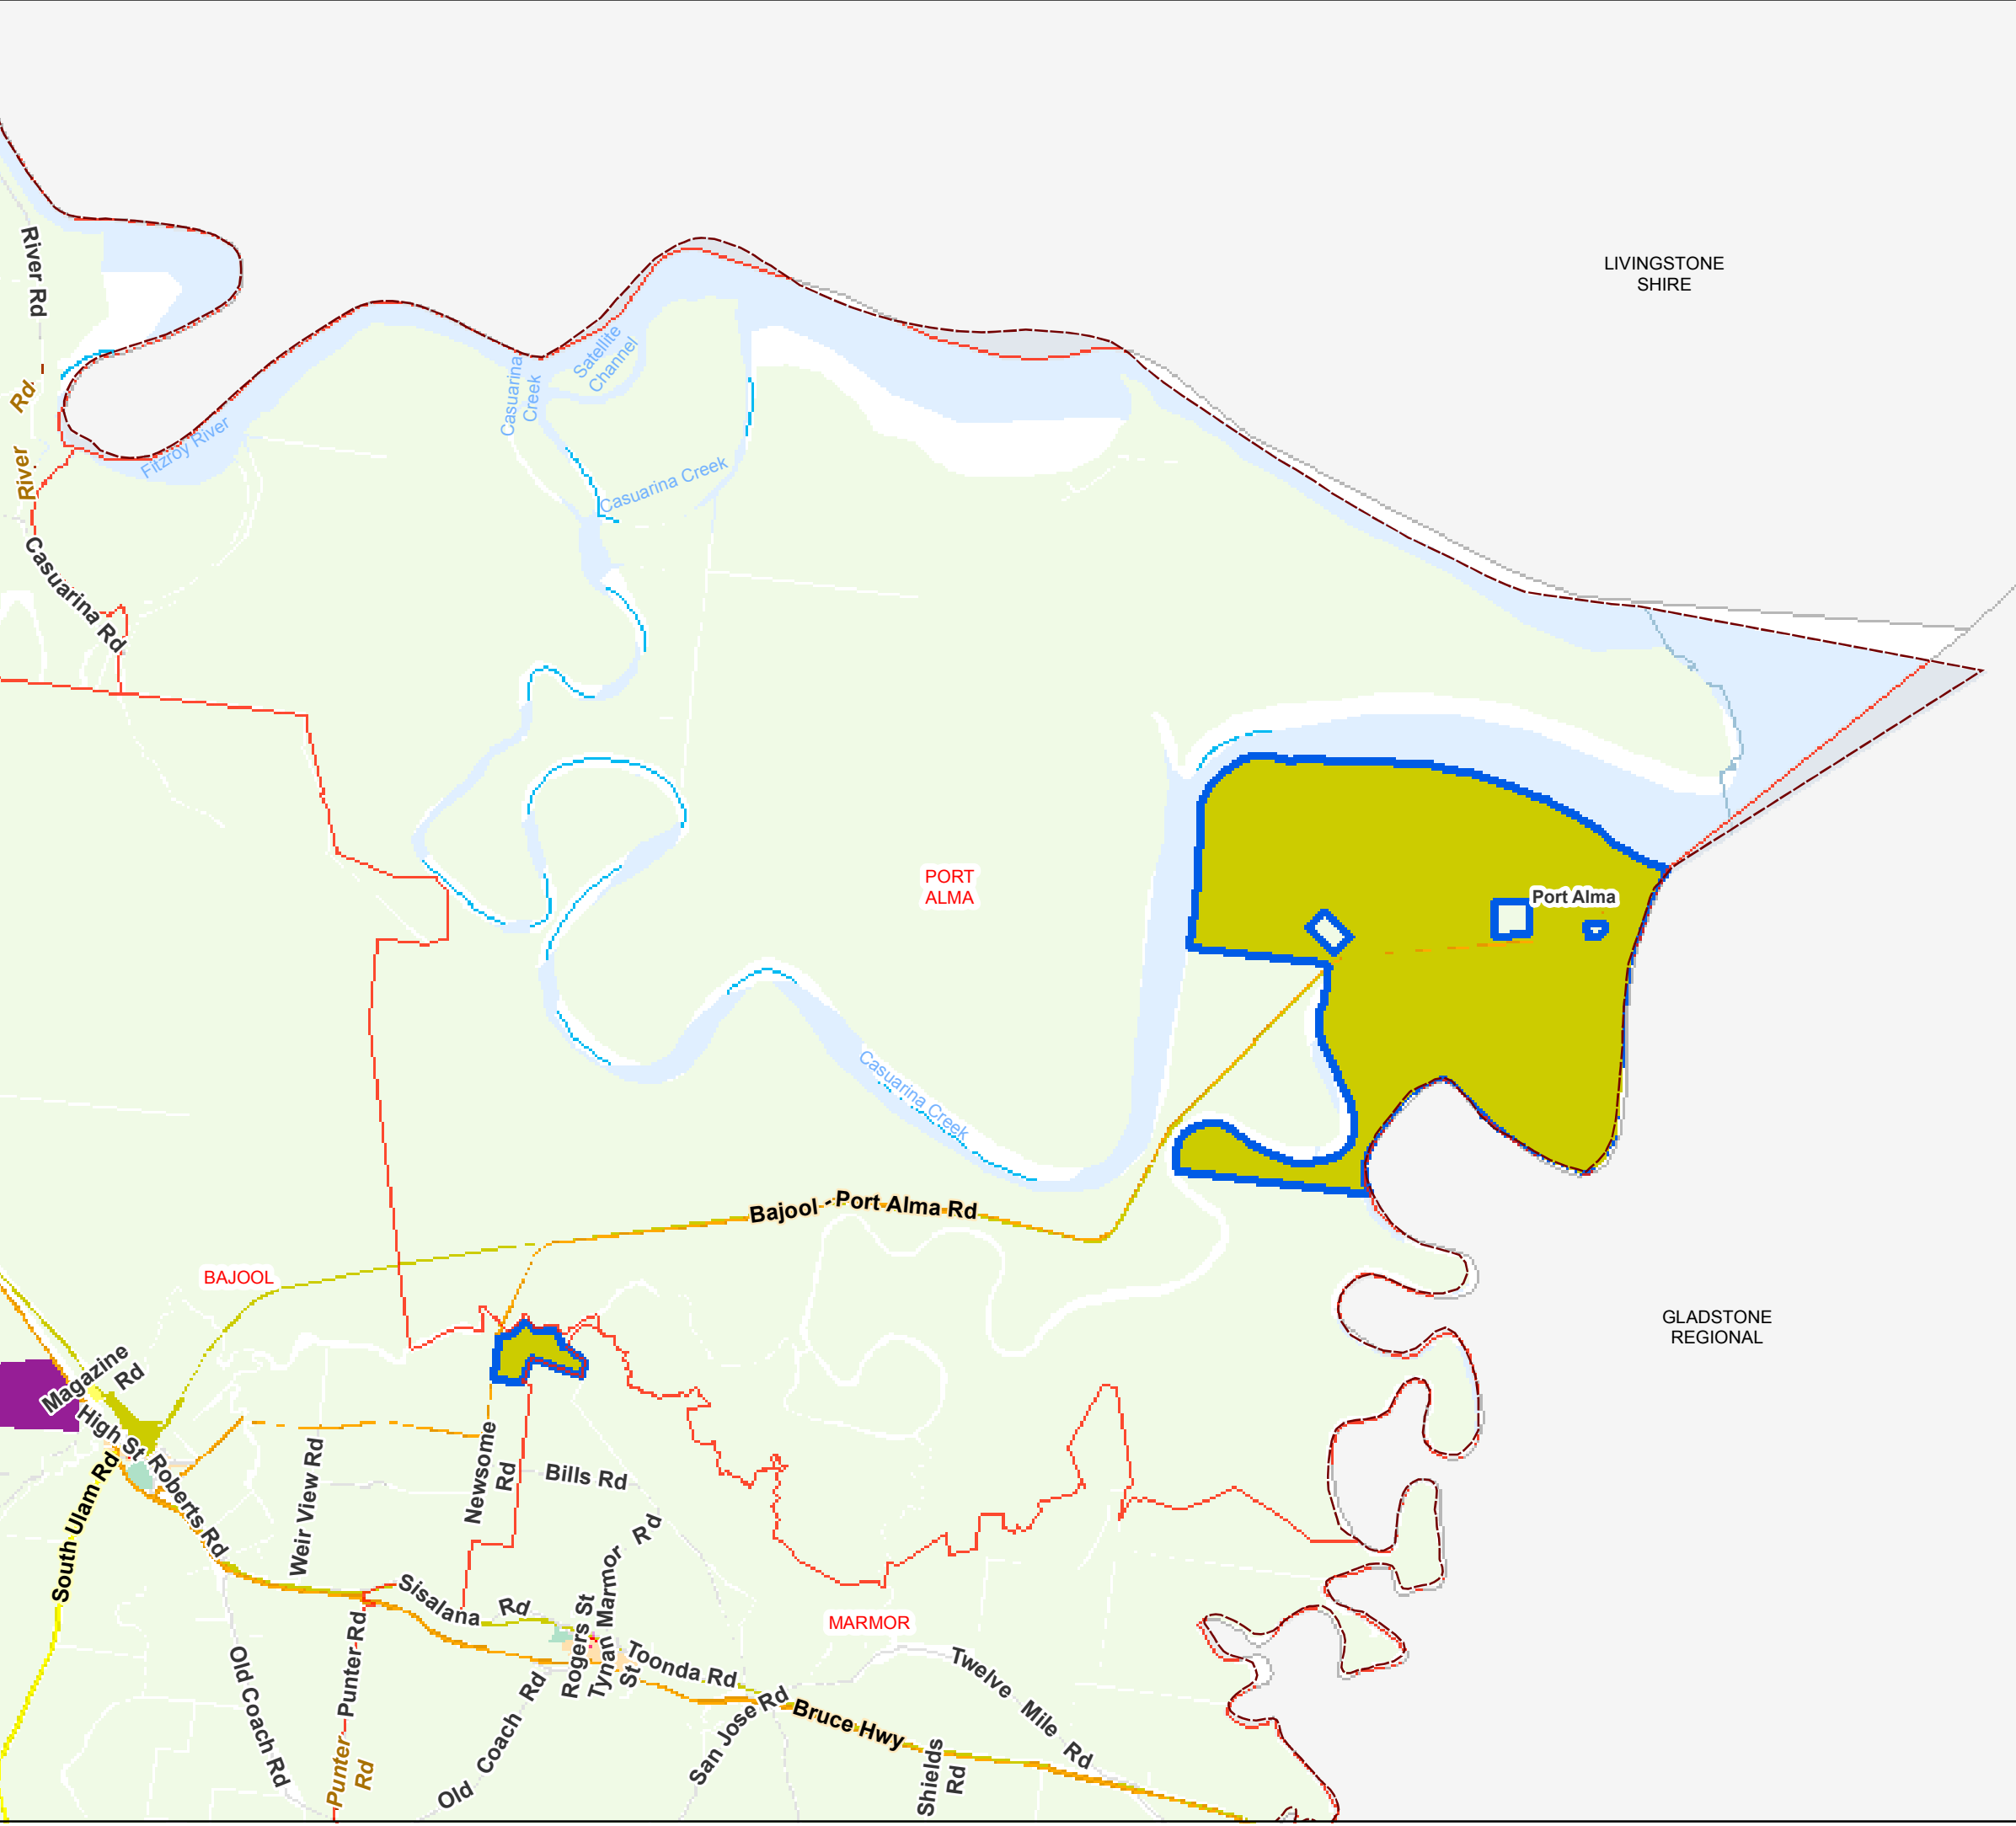 LIVINGSTONE
SHIRE
River Rd
Rd
River
Satellite
Channel
Casuarina
Creek
Fitzroy River
Casuarina Creek
Casuarina Rd
PORT
ALMA
Port Alma
Casuarina Creek
Bajool - Port Alma Rd
BAJOOL
GLADSTONE
REGIONAL
Magazine
Rd
High St
Roberts Rd
South Ulam Rd
Weir View Rd
Newsome
Rd
Bills Rd
Sisalana Rd
Rogers St
Tynan
St
Marmor Rd
MARMOR
Toonda Rd
Twelve Mile Rd
Old Coach Rd
Punter Rd
Punter
Rd
Old Coach Rd
San Jose Rd
Bruce Hwy
Shields
Rd